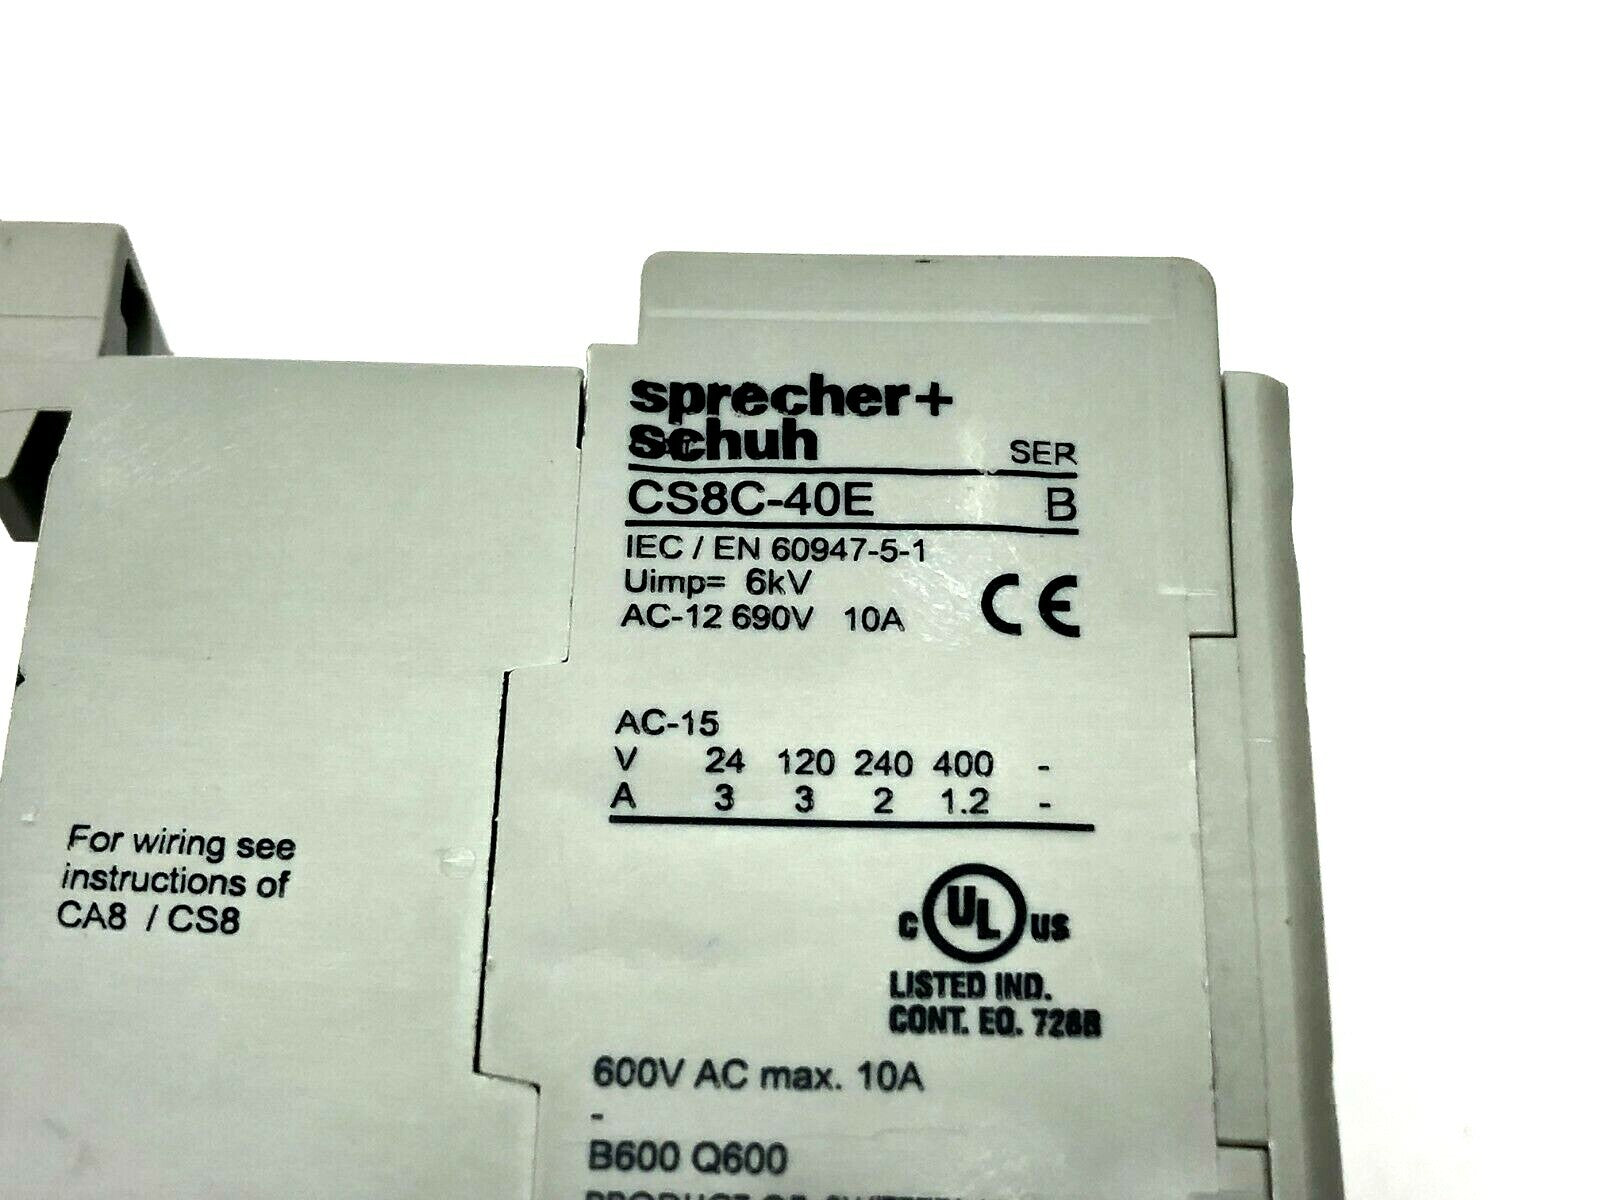 sprecher+
schuh
SER
CS8C-40E B
IEC / EN 60947-5-1
Uimp= 6kV
AC-12 690V 10A
CE
AC-15
V 24 120 240 400 -
A 3 3 2 1.2 -
For wiring see
instructions of
CA8 / CS8
C UL US
LISTED IND.
CONT. EQ. 728B
600V AC max. 10A
-
B600 Q600
PRODUCT OF